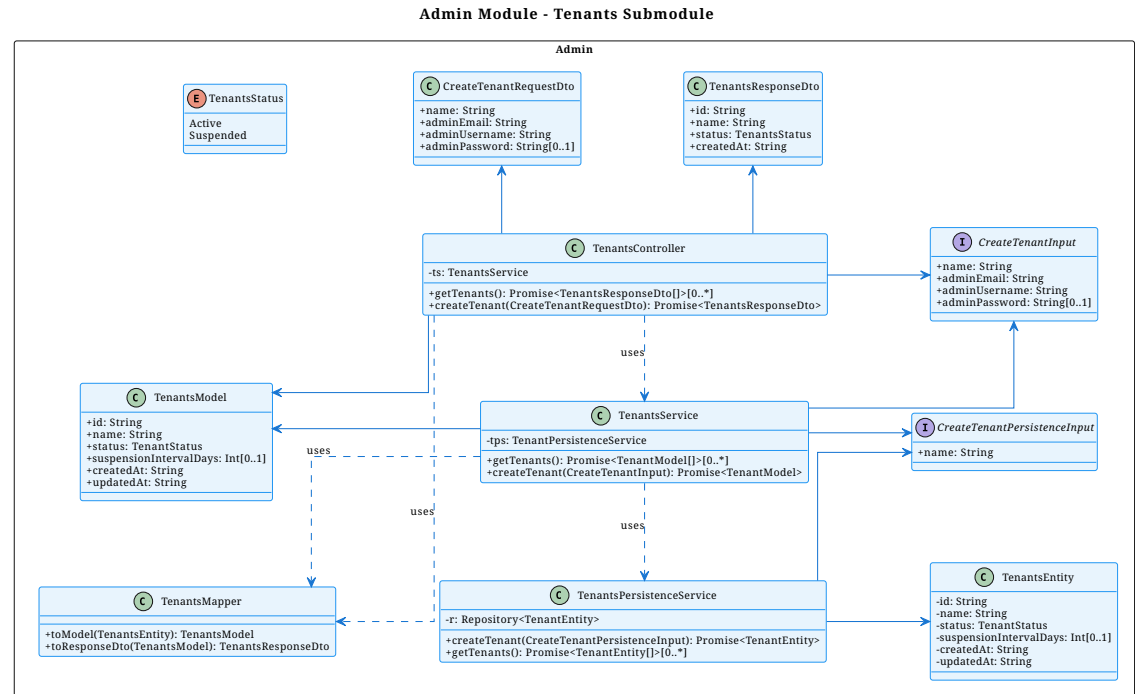 Admin Module - Tenants Submodule
Admin
E TenantsStatus
Active
Suspended
C CreateTenantRequestDto
+name: String
+adminEmail: String
+adminUsername: String
+adminPassword: String[0..1]
C TenantsResponseDto
+id: String
+name: String
+status: TenantsStatus
+createdAt: String
C TenantsController
-ts: TenantsService
+getTenants(): Promise<TenantsResponseDto[]>[0..*]
+createTenant(CreateTenantRequestDto): Promise<TenantsResponseDto>
I CreateTenantInput
+name: String
+adminEmail: String
+adminUsername: String
+adminPassword: String[0..1]
uses
C TenantsModel
+id: String
+name: String
+status: TenantStatus
+suspensionIntervalDays: Int[0..1]
+createdAt: String
+updatedAt: String
C TenantsService
-tps: TenantPersistenceService
+getTenants(): Promise<TenantModel[]>[0..*]
+createTenant(CreateTenantInput): Promise<TenantModel>
I CreateTenantPersistenceInput
+name: String
uses
uses
uses
C TenantsMapper
+toModel(TenantsEntity): TenantsModel
+toResponseDto(TenantsModel): TenantsResponseDto
C TenantsPersistenceService
-r: Repository<TenantEntity>
+createTenant(CreateTenantPersistenceInput): Promise<TenantEntity>
+getTenants(): Promise<TenantEntity[]>[0..*]
C TenantsEntity
-id: String
-name: String
-status: TenantStatus
-suspensionIntervalDays: Int[0..1]
-createdAt: String
-updatedAt: String